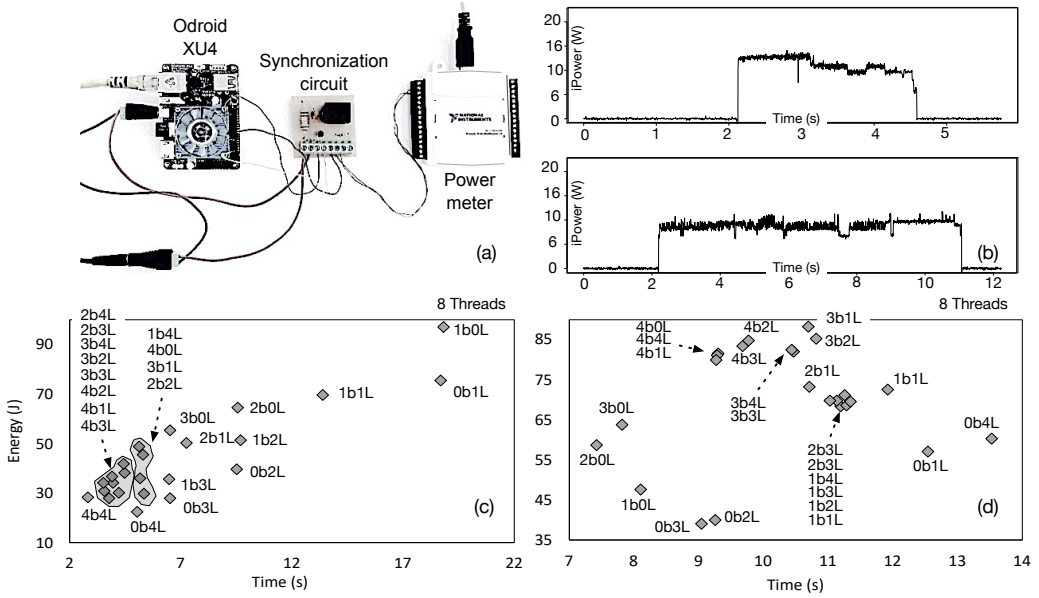 Odroid
XU4
Synchronization
circuit
NATIONAL
INSTRUMENTS
Power
meter
(a)
iPower (W)
20
16
10
6
0
0
1
2
3
4
5
Time (s)
iPower (W)
20
16
10
6
0
0
2
4
6
8
10
12
Time (s)
(b)
8 Threads
Energy (J)
90
70
50
30
10
2
7
12
17
22
Time (s)
2b4L
2b3L
3b4L
3b2L
3b3L
4b2L
4b1L
4b3L
1b4L
4b0L
3b1L
2b2L
1b0L
0b1L
1b1L
2b0L
3b0L
2b1L
1b2L
0b2L
1b3L
0b3L
4b4L
0b4L
(c)
8 Threads
85
75
65
55
45
35
7
8
9
10
11
12
13
14
Time (s)
4b0L
4b4L
4b1L
4b2L
4b3L
3b1L
3b2L
3b4L
3b3L
2b1L
1b1L
3b0L
2b0L
1b0L
0b3L
0b2L
2b3L
2b3L
1b4L
1b3L
1b2L
1b1L
0b4L
0b1L
(d)